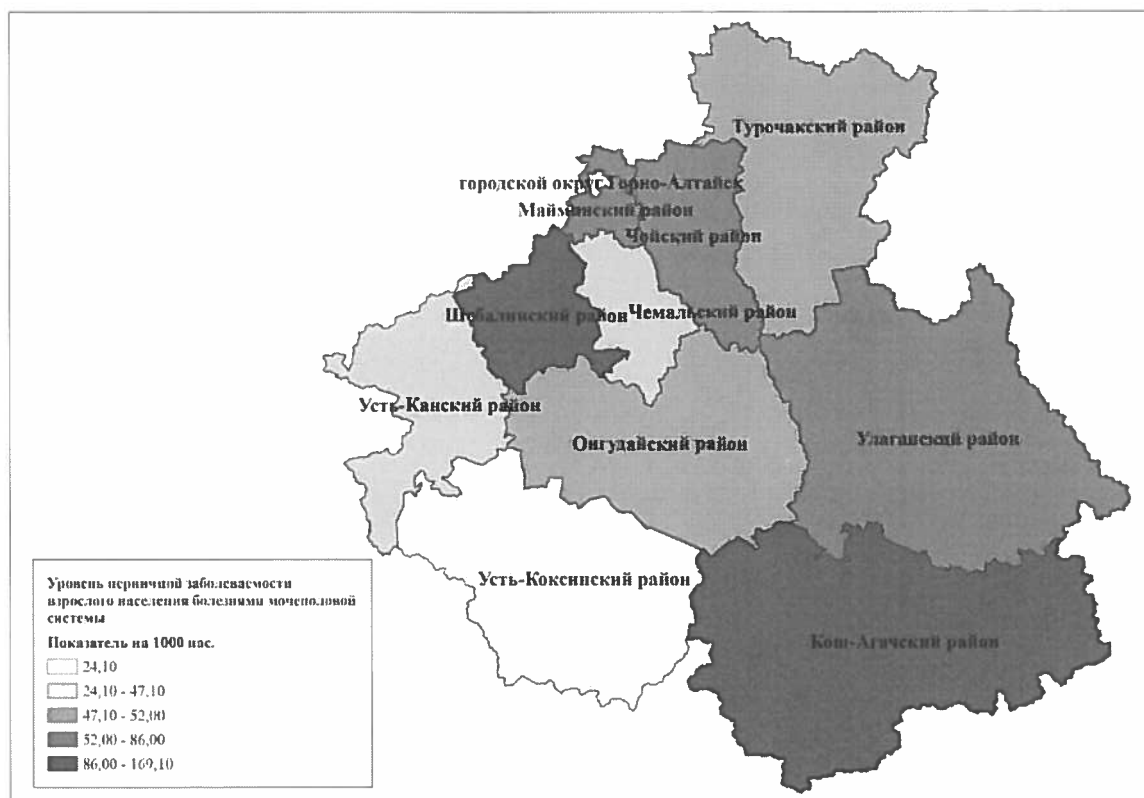 Турочакский район
городской округ Горно-Алтайск
Майминский район
Чойский район
Шебалинский район
Чемальский район
Усть-Канский район
Онгудайский район
Улаганский район
Усть-Коксинский район
Кош-Агачский район
Уровень первичной заболеваемости
взрослого населения болезнями мочеполовой
системы
Показатель на 1000 нас.
24,10
24,10 - 47,10
47,10 - 52,00
52,00 - 86,00
86,00 - 169,10